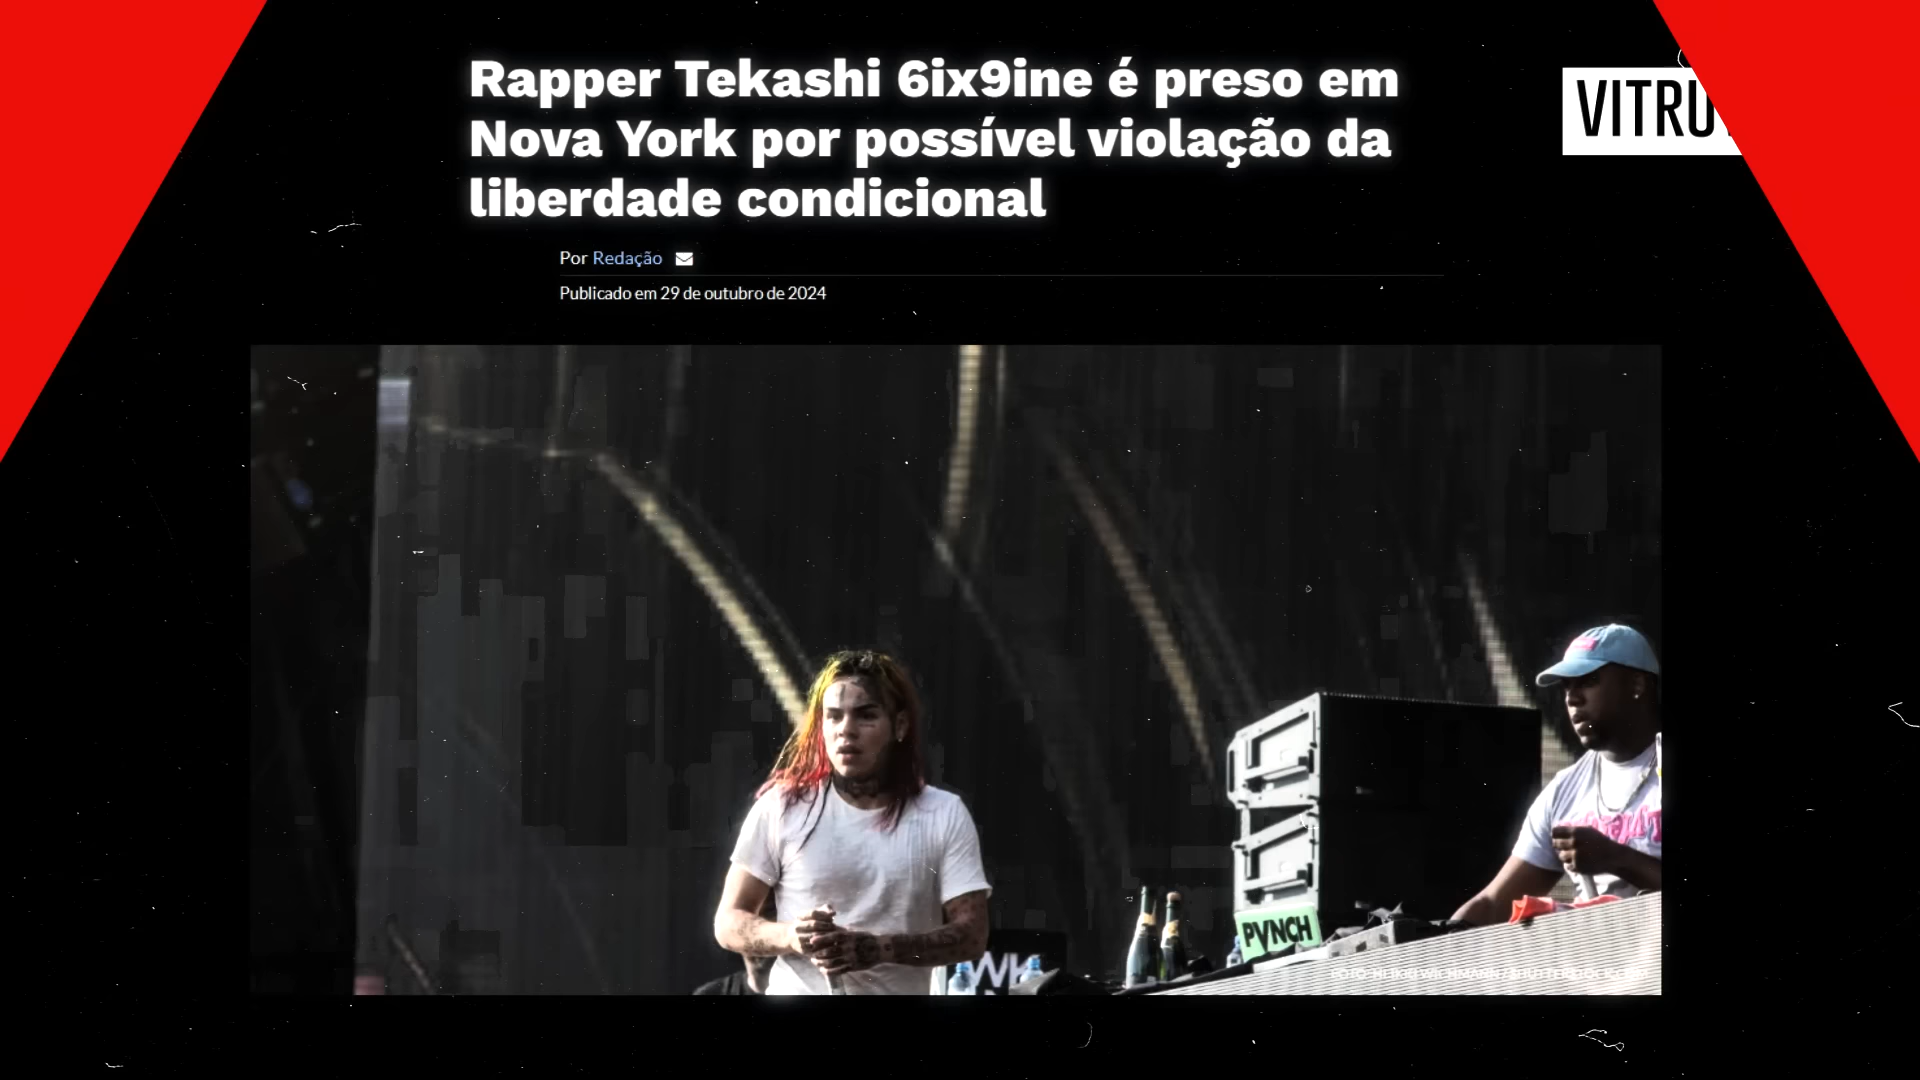 Rapper Tekashi 6ix9ine é preso em
Nova York por possível violação da
liberdade condicional
VITRU
Por Redação
Publicado em 29 de outubro de 2024
PVNCH